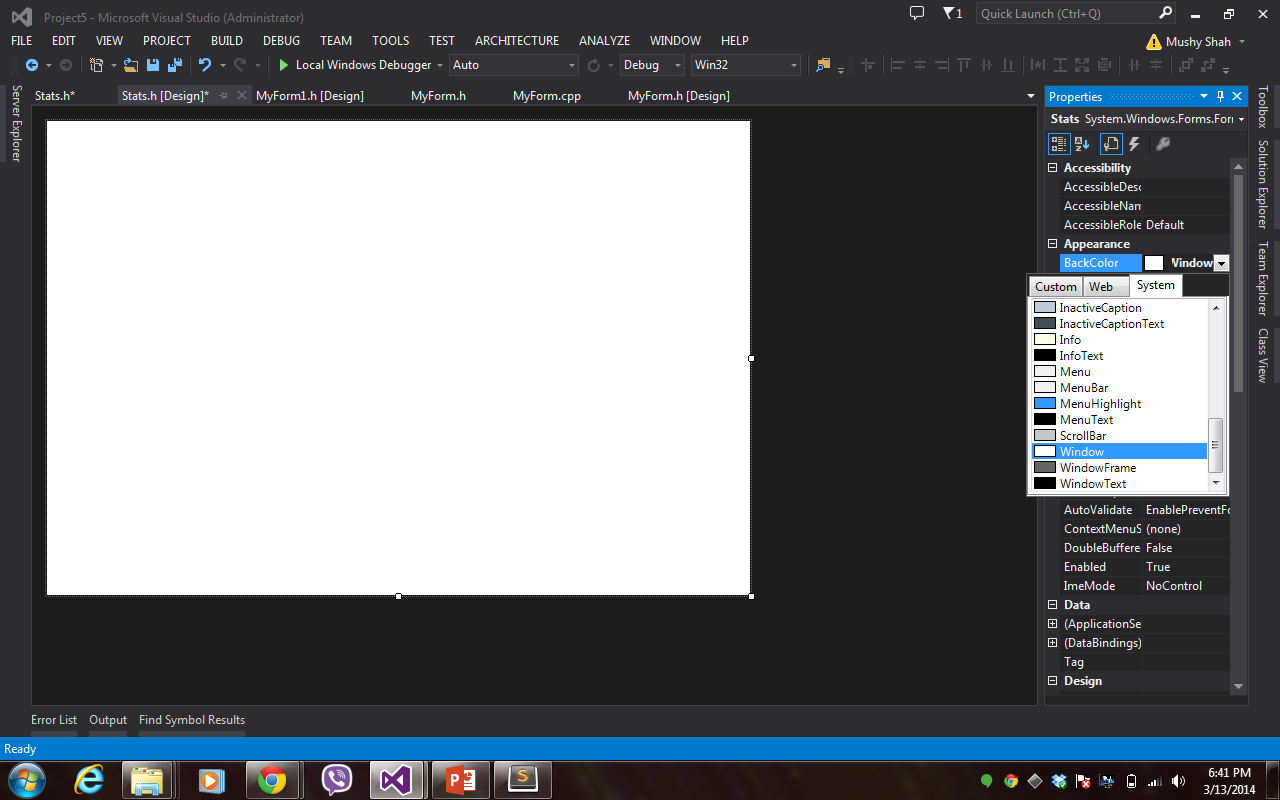 Project5 - Microsoft Visual Studio (Administrator)
1
Quick Launch (Ctrl+Q)
FILE EDIT VIEW PROJECT BUILD DEBUG TEAM TOOLS TEST ARCHITECTURE ANALYZE WINDOW HELP
Mushy Shah
Local Windows Debugger Auto Debug Win32
Server Explorer
Stats.h* Stats.h [Design]* MyForm1.h [Design] MyForm.h MyForm.cpp MyForm.h [Design]
Properties
Stats System.Windows.Forms.For
Accessibility
AccessibleDesc
AccessibleNam
AccessibleRole Default
Appearance
BackColor Window
Custom Web System
InactiveCaption
InactiveCaptionText
Info
InfoText
Menu
MenuBar
MenuHighlight
MenuText
ScrollBar
Window
WindowFrame
WindowText
AutoValidate EnablePreventFo
ContextMenuS (none)
DoubleBuffere False
Enabled True
ImeMode NoControl
Data
(ApplicationSe
(DataBindings)
Tag
Design
Toolbox
Solution Explorer
Team Explorer
Class View
Error List Output Find Symbol Results
Ready
6:41 PM
3/13/2014